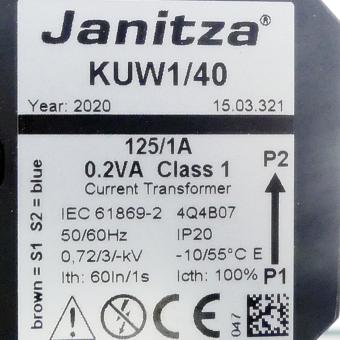 Janitza®
KUW1/40
Year: 2020 15.03.321
125/1A
0.2VA Class 1
Current Transformer
IEC 61869-2 4Q4B07
50/60Hz IP20
0,72/3/-kV -10/55°C E
Ith: 60In/1s Icth: 100%
brown = S1 S2 = blue
P2
P1
CE
047